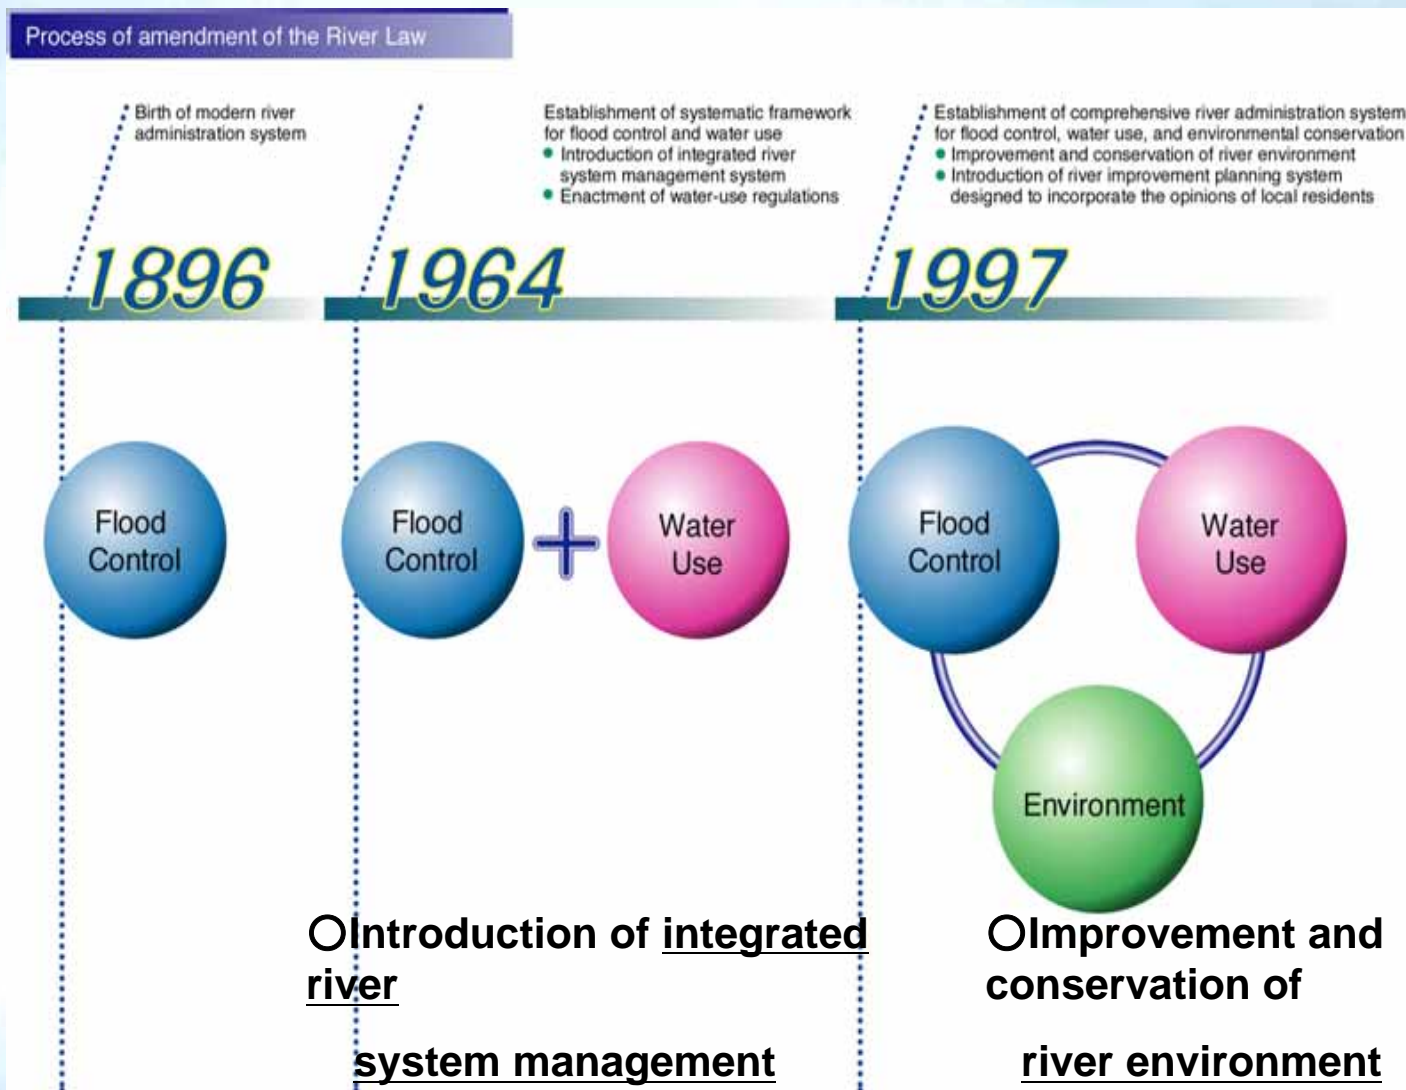 Process of amendment of the River Law
Birth of modern river
administration system
1896
Flood
Control
Establishment of systematic framework
for flood control and water use
● Introduction of integrated river
system management system
● Enactment of water-use regulations
1964
Flood
Control
+
Water
Use
Establishment of comprehensive river administration system
for flood control, water use, and environmental conservation
● Improvement and conservation of river environment
● Introduction of river improvement planning system
designed to incorporate the opinions of local residents
1997
Flood
Control
Water
Use
Environment
○Introduction of integrated
river
system management
○Improvement and
conservation of
river environment